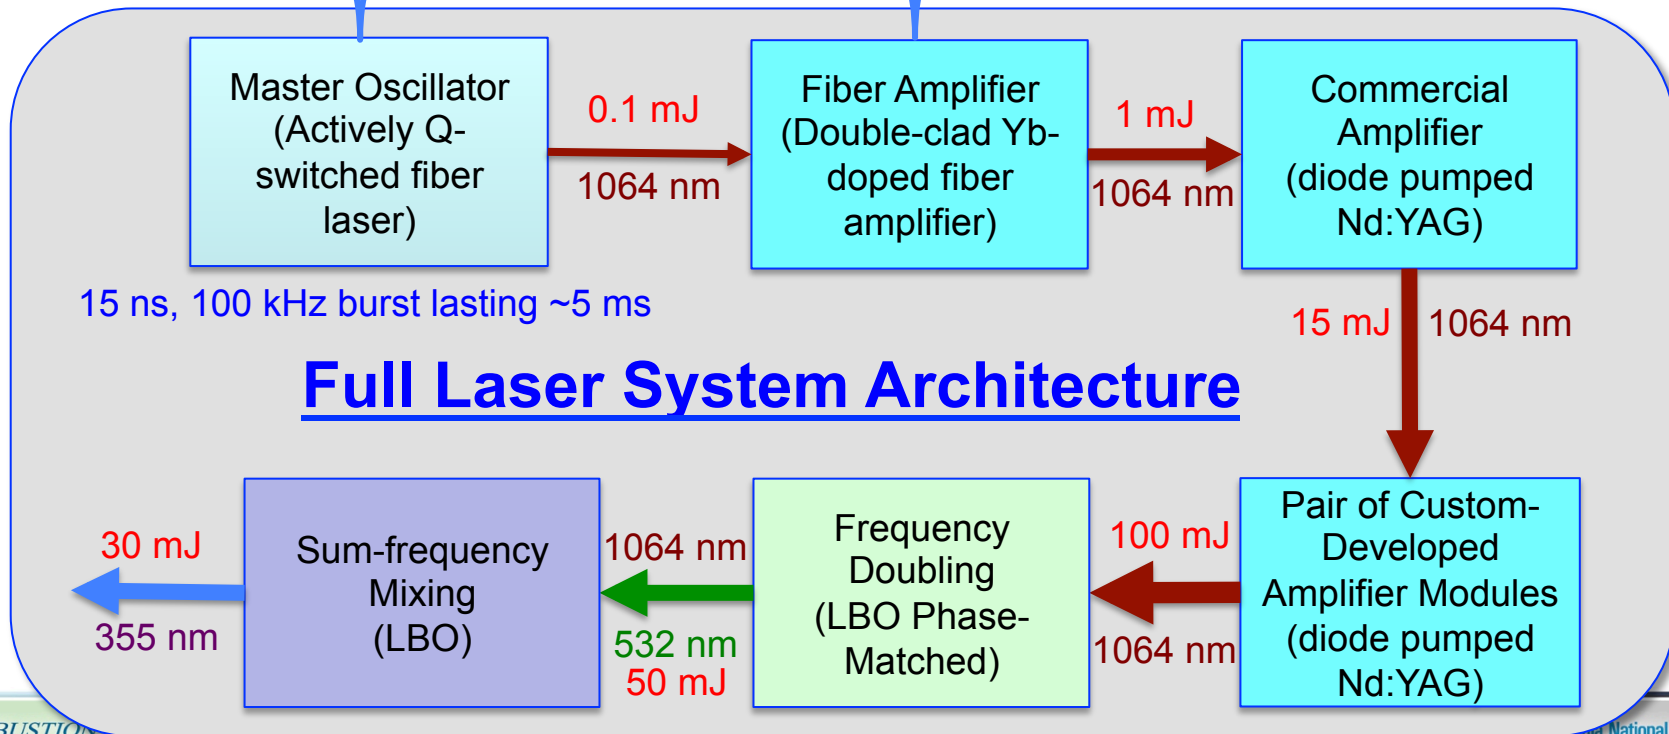 Master Oscillator
(Actively Q-
switched fiber
laser)
0.1 mJ
1064 nm
Fiber Amplifier
(Double-clad Yb-
doped fiber
amplifier)
1 mJ
1064 nm
Commercial
Amplifier
(diode pumped
Nd:YAG)
15 ns, 100 kHz burst lasting ~5 ms
15 mJ
1064 nm
Full Laser System Architecture
Pair of Custom-
Developed
Amplifier Modules
(diode pumped
Nd:YAG)
100 mJ
1064 nm
Frequency
Doubling
(LBO Phase-
Matched)
1064 nm
532 nm
50 mJ
Sum-frequency
Mixing
(LBO)
30 mJ
355 nm
National